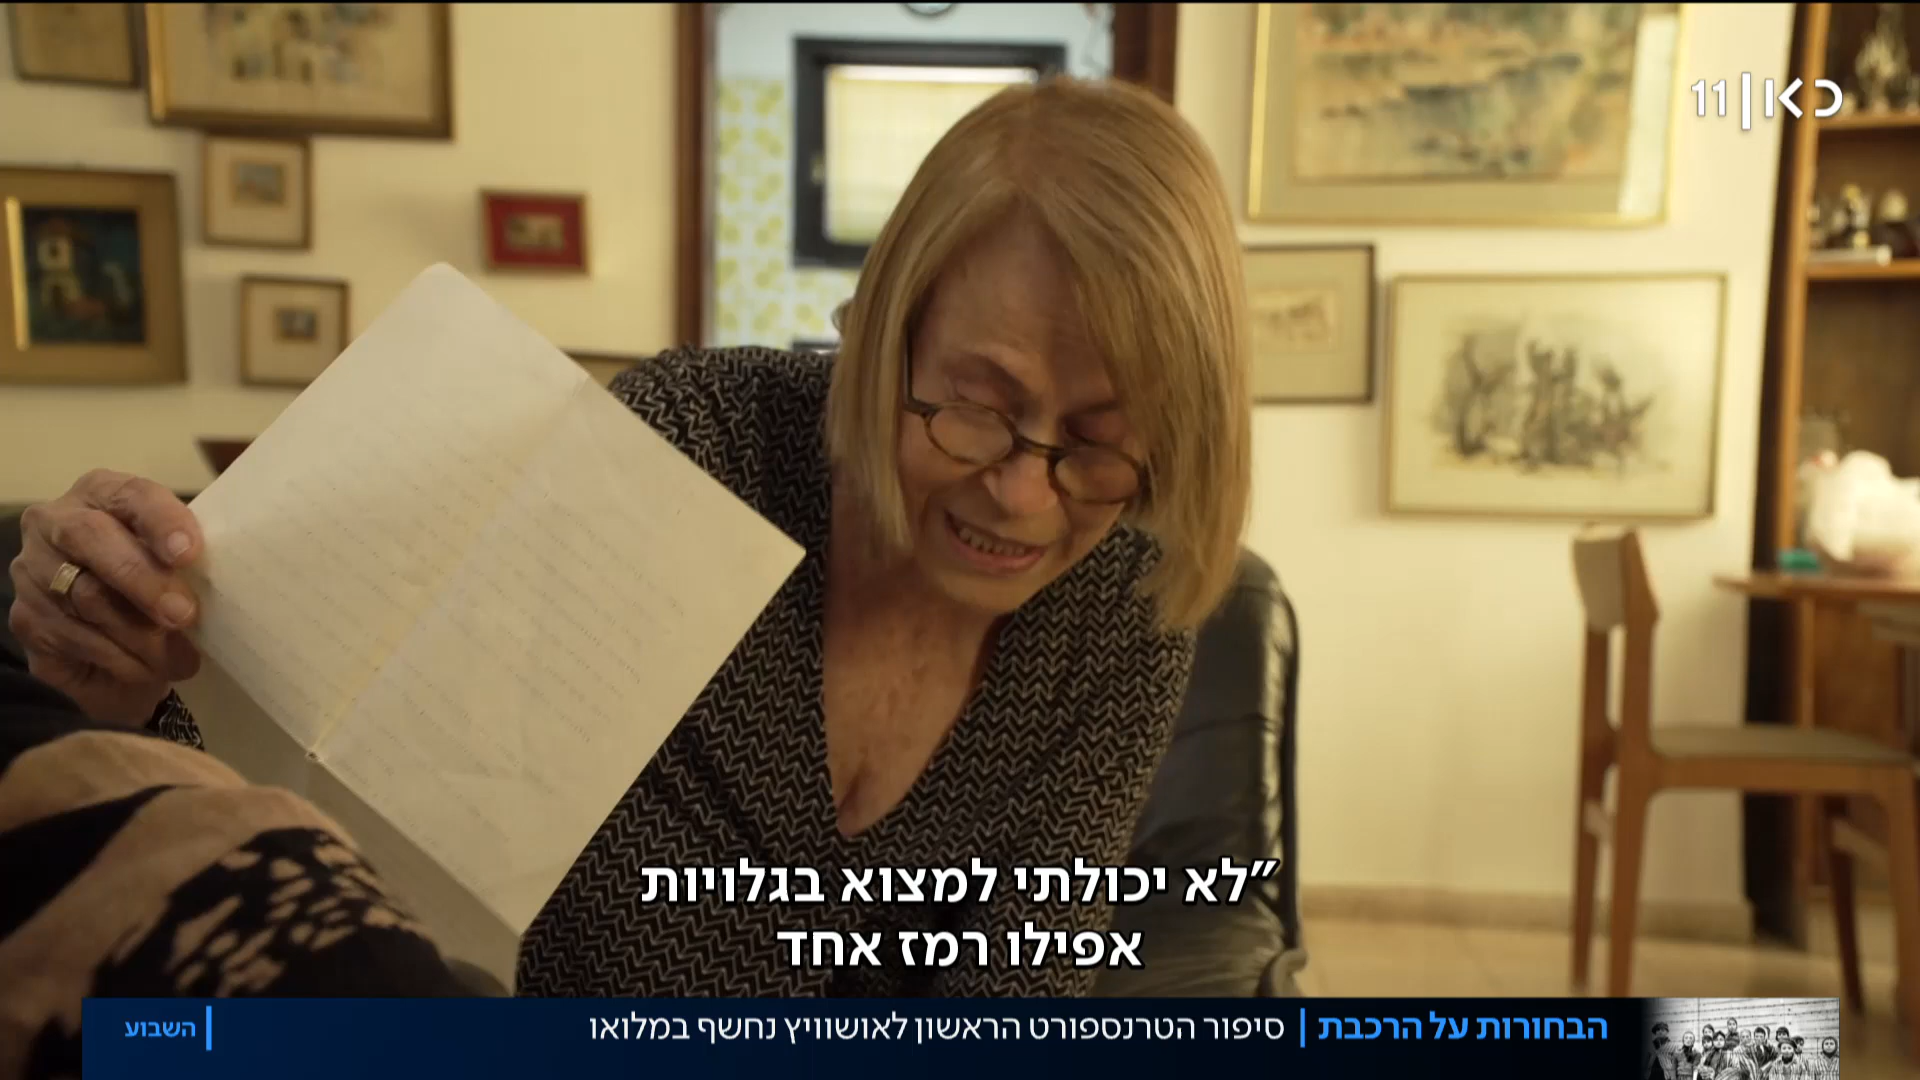 כאן 11
"לא יכולתי למצוא בגלויות
אפילו רמז אחד
הבחורות על הרכבת | סיפור הטרנספורט הראשון לאושוויץ נחשף במלואו
השבוע